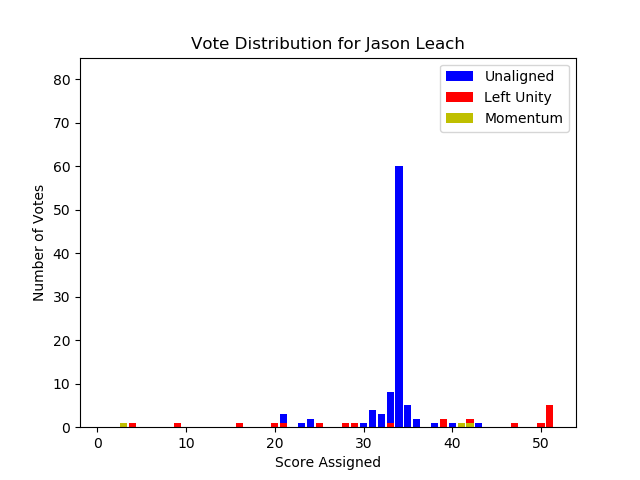 Vote Distribution for Jason Leach
Unaligned
Left Unity
Momentum
Number of Votes
80
70
60
50
40
30
20
10
0
0 10 20 30 40 50
Score Assigned